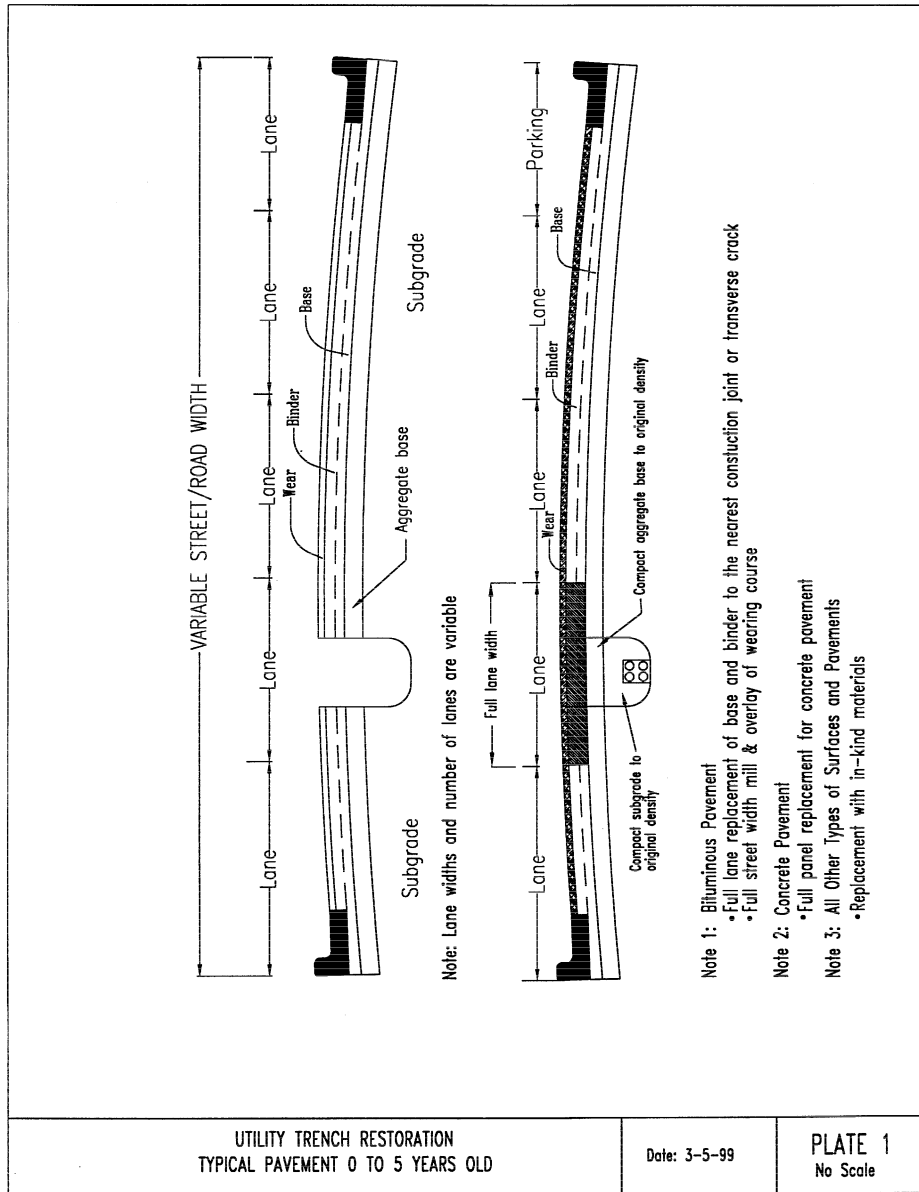 VARIABLE STREET/ROAD WIDTH
Lane
Lane
Lane
Lane
Lane
Wear
Binder
Base
Aggregate base
Subgrade
Subgrade
Note: Lane widths and number of lanes are variable
Full lane width
Lane
Lane
Lane
Lane
Parking
Wear
Binder
Base
Compact subgrade to
original density
Compact aggregate base to original density
Note 1: Bituminous Pavement
• Full lane replacement of base and binder to the nearest constuction joint or transverse crack
• Full street width mill & overlay of wearing course
Note 2: Concrete Pavement
• Full panel replacement for concrete pavement
Note 3: All Other Types of Surfaces and Pavements
• Replacement with in-kind materials
UTILITY TRENCH RESTORATION
TYPICAL PAVEMENT 0 TO 5 YEARS OLD
Date: 3-5-99
PLATE 1
No Scale